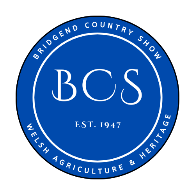 BRIDGEND COUNTRY SHOW
BCS
EST. 1947
WELSH AGRICULTURE & HERITAGE